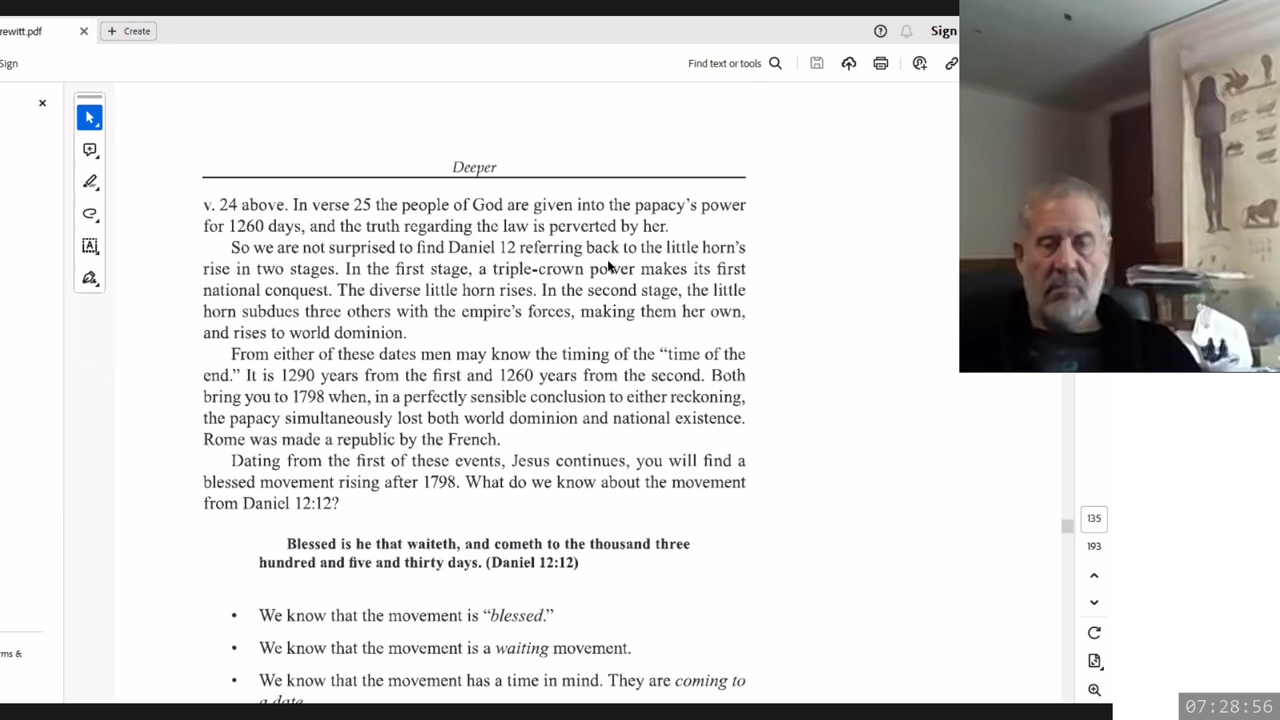 rewitt.pdf
Create
Sign
Sign
Find text or tools
Deeper
v. 24 above. In verse 25 the people of God are given into the papacy's power
for 1260 days, and the truth regarding the law is perverted by her.
So we are not surprised to find Daniel 12 referring back to the little horn's
rise in two stages. In the first stage, a triple-crown power makes its first
national conquest. The diverse little horn rises. In the second stage, the little
horn subdues three others with the empire's forces, making them her own,
and rises to world dominion.
From either of these dates men may know the timing of the “time of the
end.” It is 1290 years from the first and 1260 years from the second. Both
bring you to 1798 when, in a perfectly sensible conclusion to either reckoning,
the papacy simultaneously lost both world dominion and national existence.
Rome was made a republic by the French.
Dating from the first of these events, Jesus continues, you will find a
blessed movement rising after 1798. What do we know about the movement
from Daniel 12:12?
Blessed is he that waiteth, and cometh to the thousand three
hundred and five and thirty days. (Daniel 12:12)
• We know that the movement is “blessed.”
• We know that the movement is a waiting movement.
• We know that the movement has a time in mind. They are coming to
a date
135
193
rms &
07:28:56